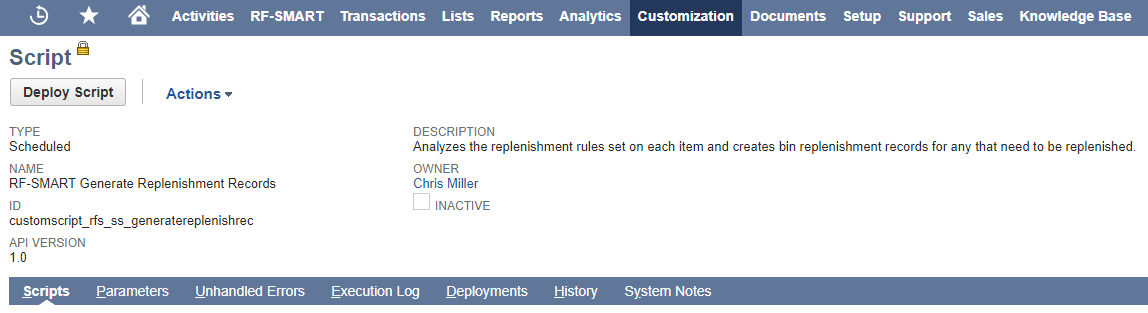 Activities RF-SMART Transactions Lists Reports Analytics Customization Documents Setup Support Sales Knowledge Base
Script
Deploy Script Actions
TYPE
Scheduled
NAME
RF-SMART Generate Replenishment Records
ID
customscript_rfs_ss_generatereplenishrec
API VERSION
1.0
DESCRIPTION
Analyzes the replenishment rules set on each item and creates bin replenishment records for any that need to be replenished.
OWNER
Chris Miller
INACTIVE
Scripts Parameters Unhandled Errors Execution Log Deployments History System Notes